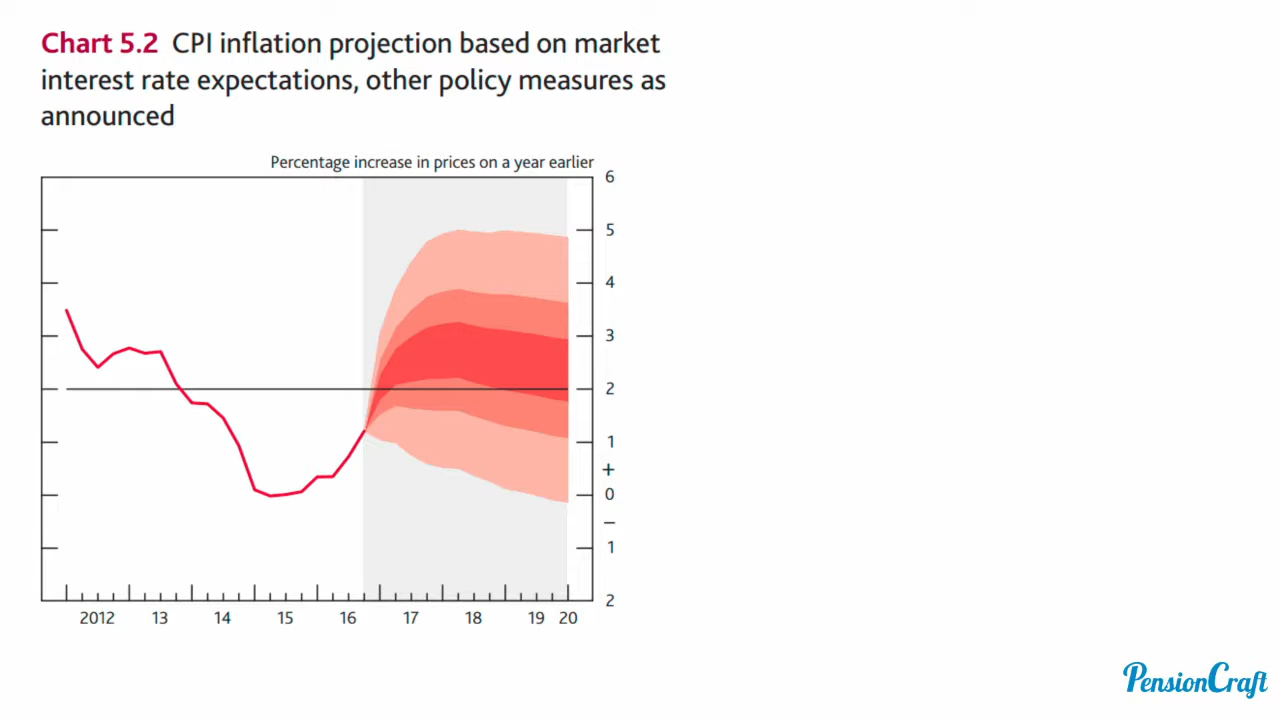 Chart 5.2 CPI inflation projection based on market
interest rate expectations, other policy measures as
announced
Percentage increase in prices on a year earlier
6
5
4
3
2
1
+
0
–
1
2
2012 13 14 15 16 17 18 19 20
PensionCraft